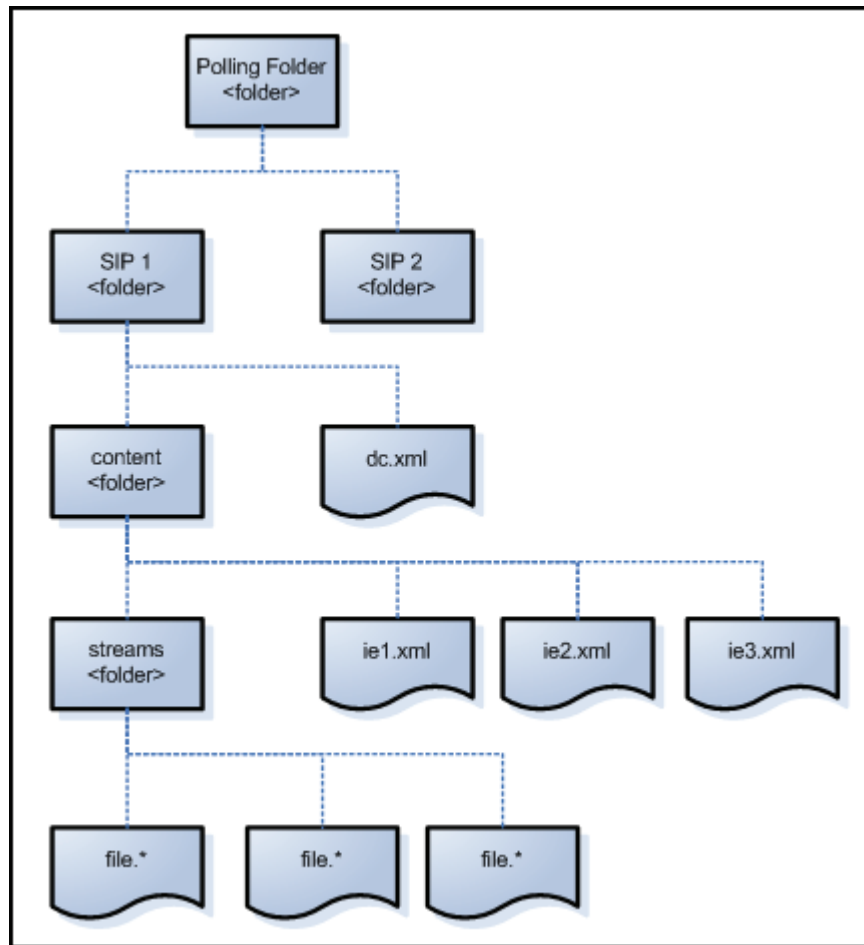 Polling Folder
<folder>
SIP 1
<folder>
SIP 2
<folder>
content
<folder>
dc.xml
streams
<folder>
ie1.xml
ie2.xml
ie3.xml
file.*
file.*
file.*